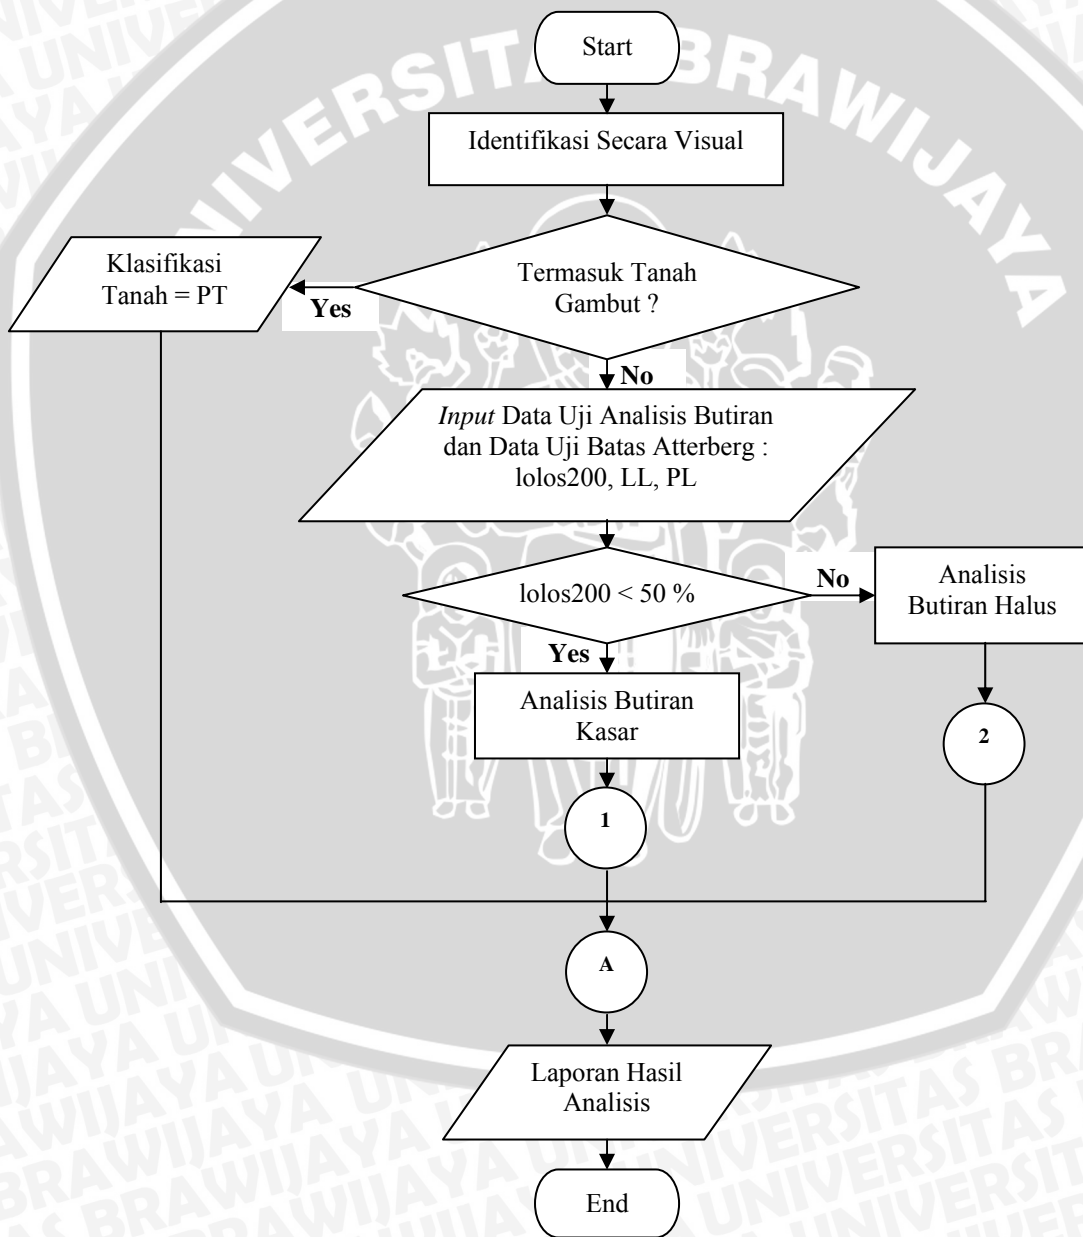 UNIVERSITAS BRAWIJAYA
Start
Identifikasi Secara Visual
Termasuk Tanah
Gambut ?
Yes
Klasifikasi
Tanah = PT
No
Input Data Uji Analisis Butiran
dan Data Uji Batas Atterberg :
lolos200, LL, PL
lolos200 < 50 %
No
Analisis
Butiran Halus
Yes
Analisis Butiran
Kasar
2
1
A
Laporan Hasil
Analisis
End